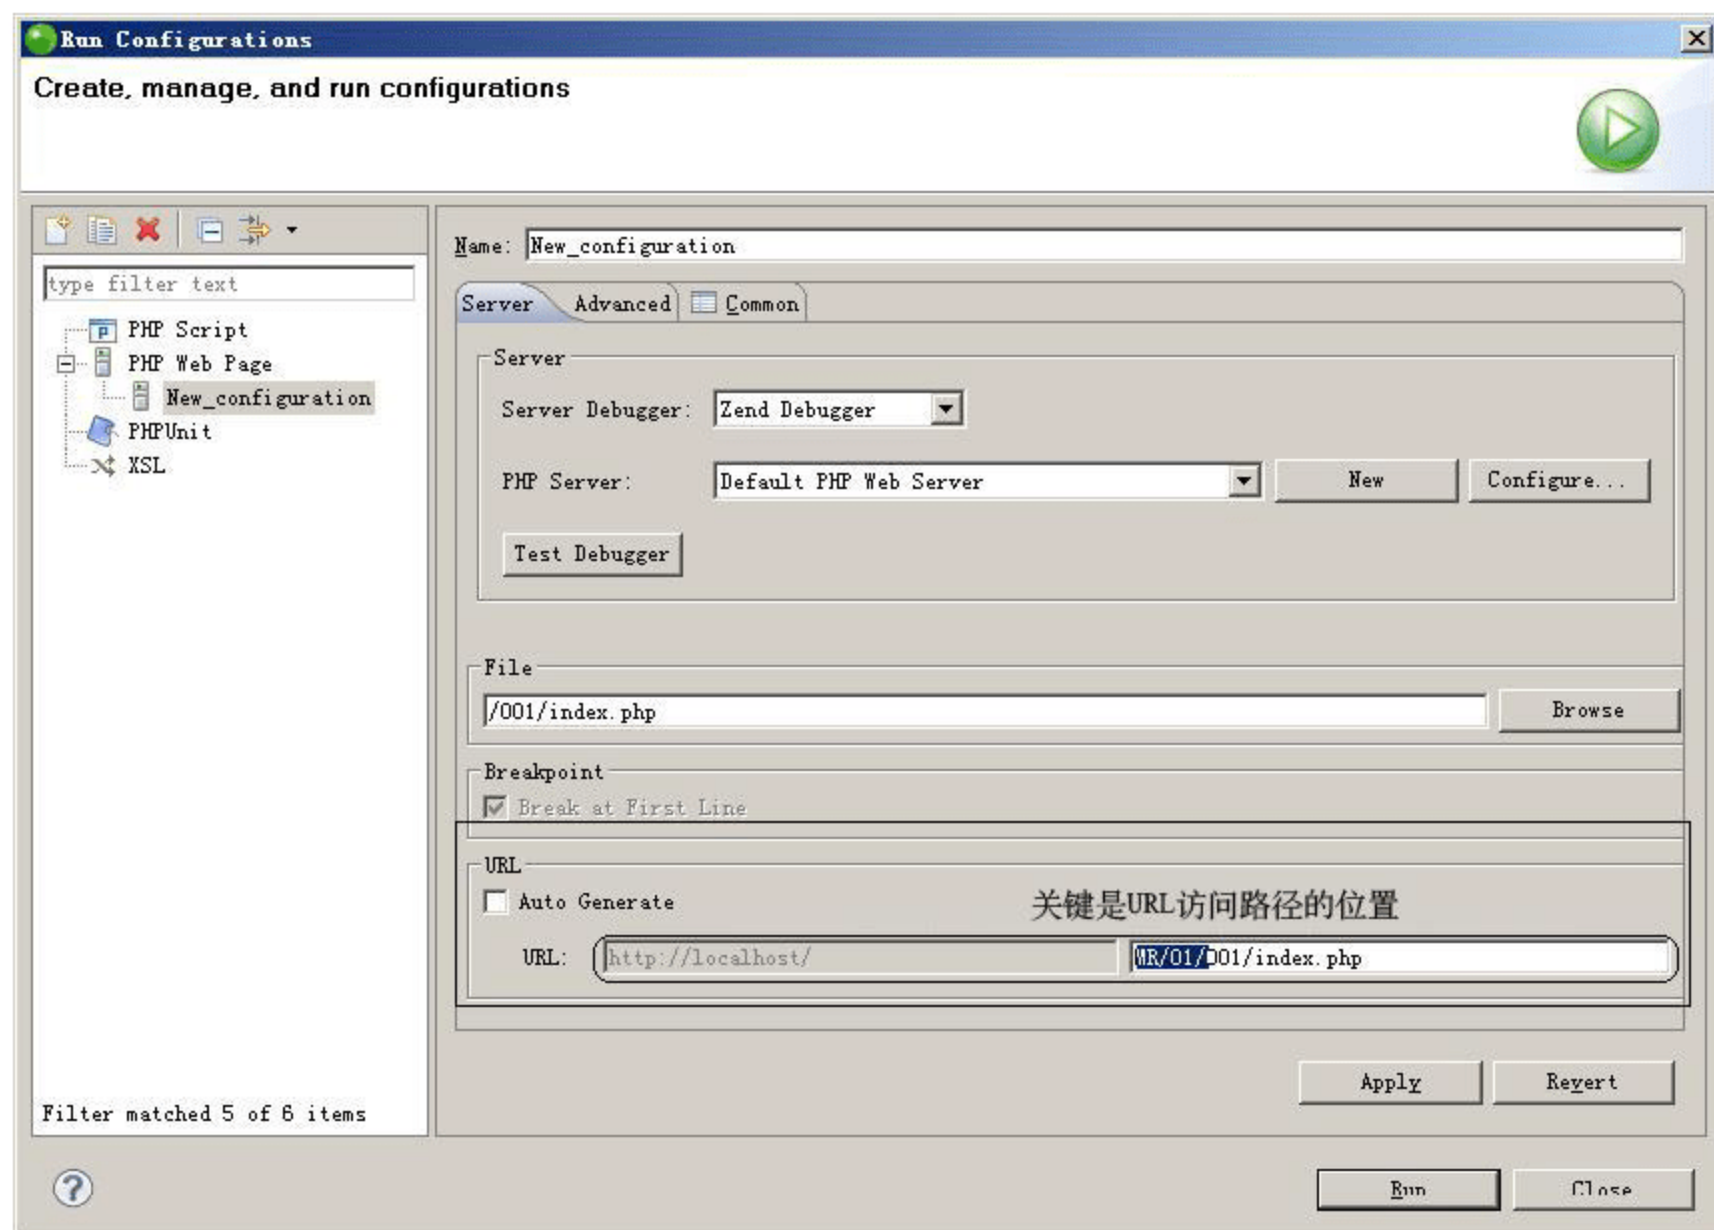 Run Configurations
Create, manage, and run configurations
type filter text
PHP Script
PHP Web Page
New_configuration
PHPUnit
XSL
Filter matched 5 of 6 items
Name: New_configuration
Server Advanced Common
Server
Server Debugger: Zend Debugger
PHP Server: Default PHP Web Server New Configure...
Test Debugger
File
/001/index.php Browse
Breakpoint
Break at First Line
URL
Auto Generate 关键是URL访问路径的位置
URL: http://localhost/ MR/01/001/index.php
Apply Revert
Run Close